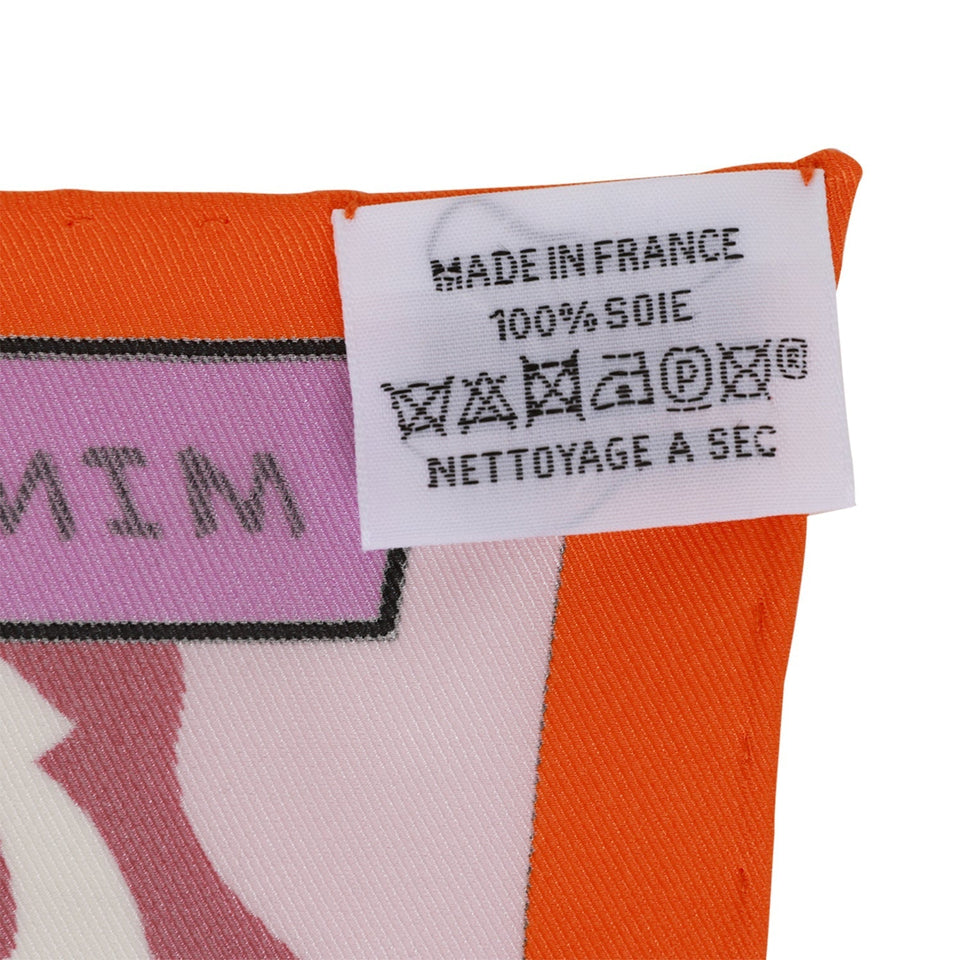 MADE IN FRANCE
100% SOIE
P ®
NETTOYAGE A SEC
MIM